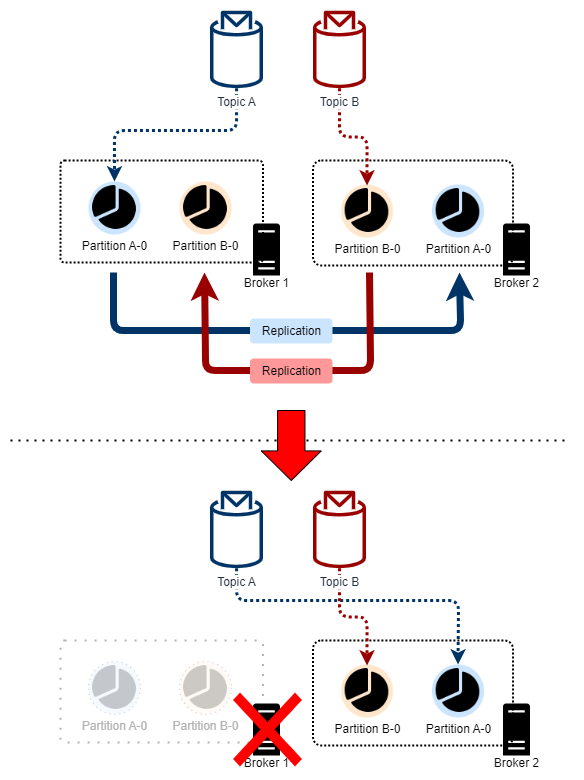 Topic A
Topic B
Partition A-0
Partition B-0
Partition B-0
Partition A-0
Broker 1
Broker 2
Replication
Replication
Topic A
Topic B
Partition A-0
Partition B-0
Partition B-0
Partition A-0
Broker 1
Broker 2